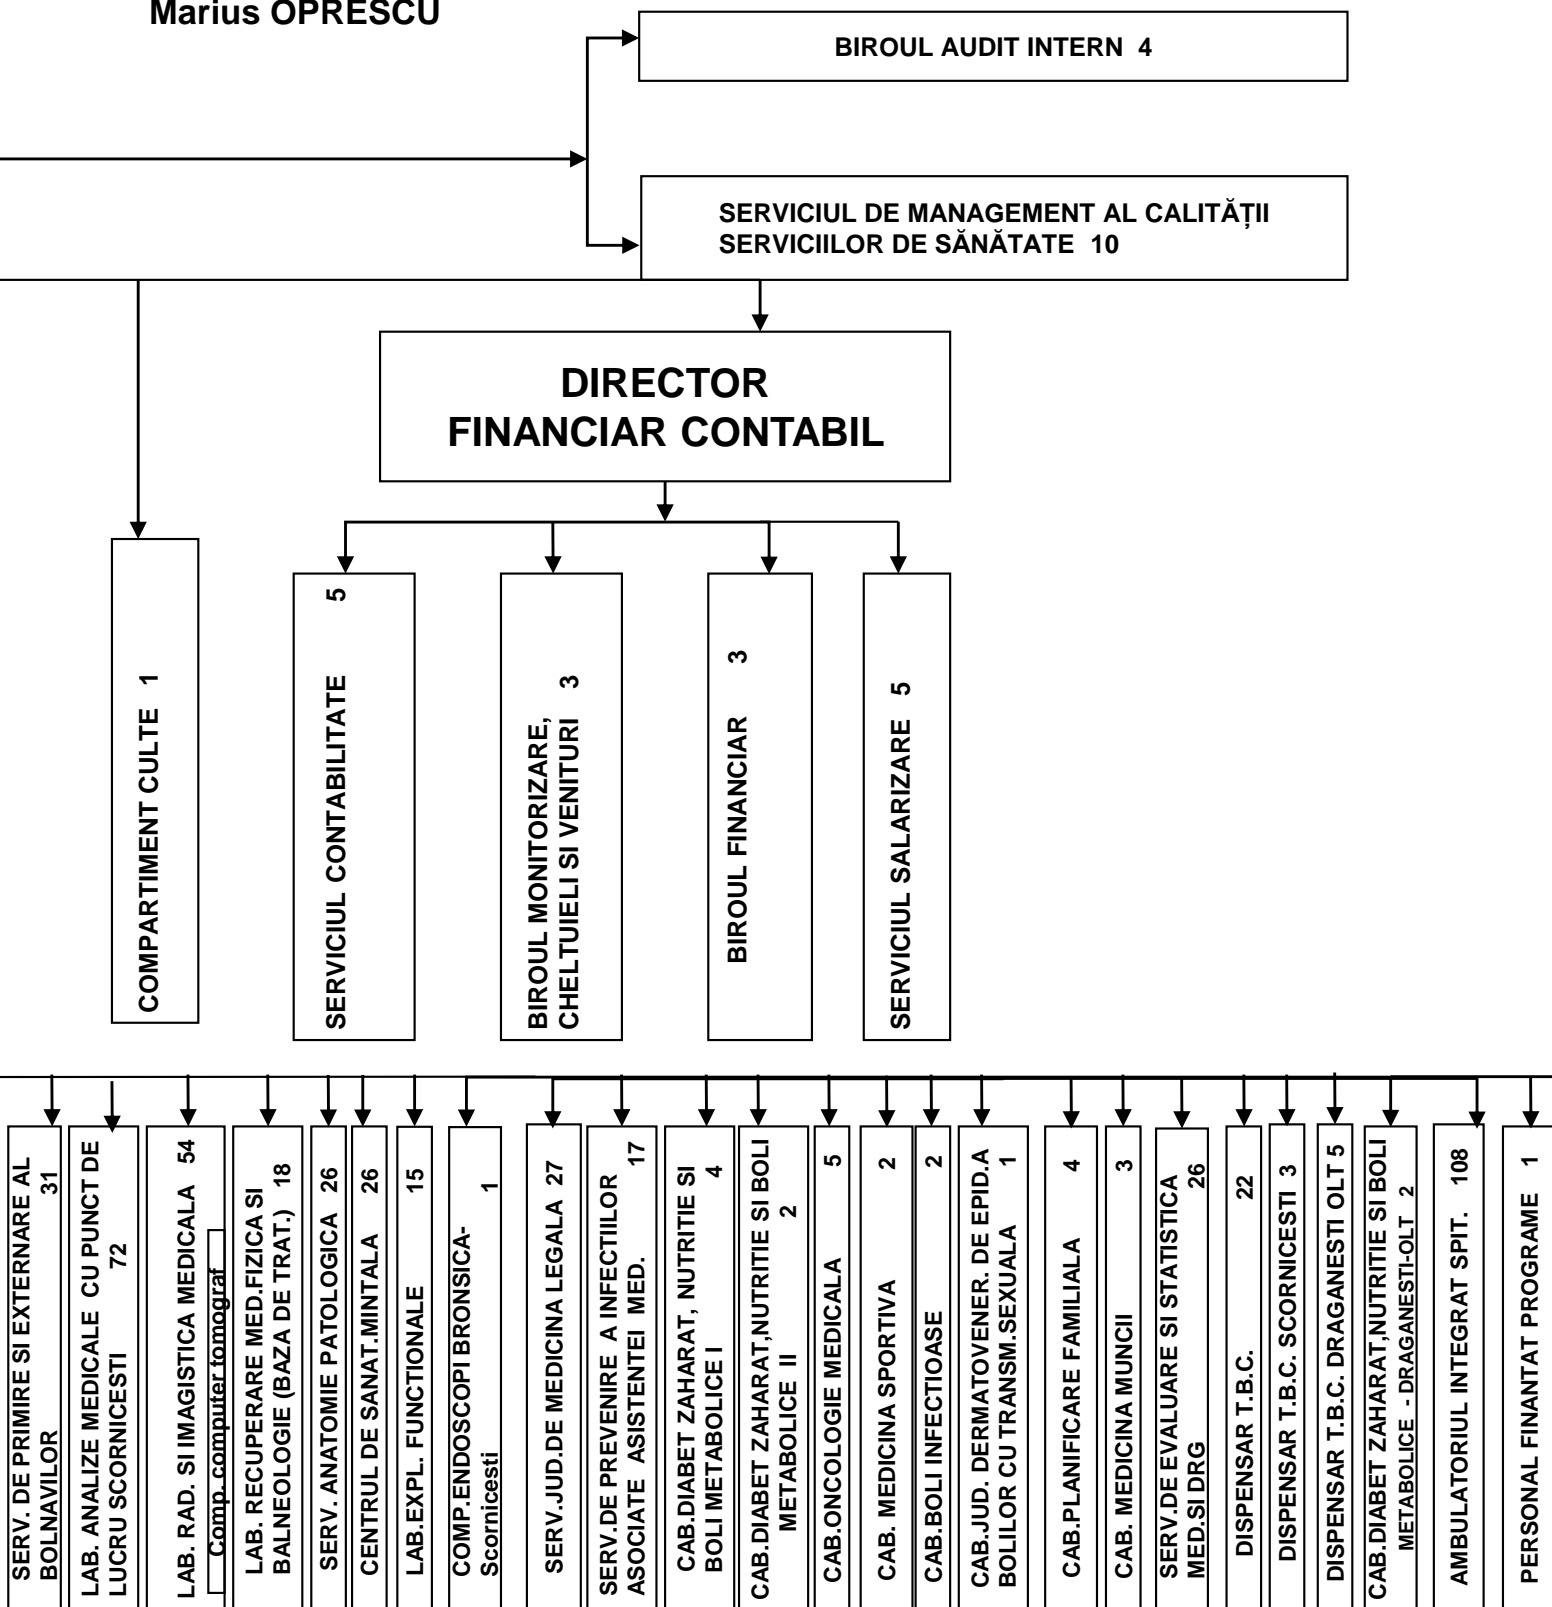 Marius OPRESCU
BIROUL AUDIT INTERN 4
SERVICIUL DE MANAGEMENT AL CALITĂȚII
SERVICIILOR DE SĂNĂTATE 10
DIRECTOR
FINANCIAR CONTABIL
COMPARTIMENT CULTE 1
SERVICIUL CONTABILITATE 5
BIROUL MONITORIZARE,
CHELTUIELI SI VENITURI 3
BIROUL FINANCIAR 3
SERVICIUL SALARIZARE 5
SERV. DE PRIMIRE SI EXTERNARE AL
BOLNAVILOR 31
LAB. ANALIZE MEDICALE CU PUNCT DE
LUCRU SCORNICESTI 72
LAB. RAD. SI IMAGISTICA MEDICALA 54
Comp. computer tomograf
LAB. RECUPERARE MED.FIZICA SI
BALNEOLOGIE (BAZA DE TRAT.) 18
SERV. ANATOMIE PATOLOGICA 26
CENTRUL DE SANAT.MINTALA 26
LAB.EXPL. FUNCTIONALE 15
COMP.ENDOSCOPI BRONSICA-
Scornicesti 1
SERV.JUD.DE MEDICINA LEGALA 27
SERV.DE PREVENIRE A INFECTIILOR
ASOCIATE ASISTENTEI MED. 17
CAB.DIABET ZAHARAT, NUTRITIE SI
BOLI METABOLICE I 4
CAB.DIABET ZAHARAT,NUTRITIE SI BOLI
METABOLICE II 2
CAB.ONCOLOGIE MEDICALA 5
CAB. MEDICINA SPORTIVA 2
CAB.BOLI INFECTIOASE 2
CAB.JUD. DERMATOVENER. DE EPID.A
BOLILOR CU TRANSM.SEXUALA 1
CAB.PLANIFICARE FAMILIALA 4
CAB. MEDICINA MUNCII 3
SERV.DE EVALUARE SI STATISTICA
MED.SI DRG 26
DISPENSAR T.B.C. 22
DISPENSAR T.B.C. SCORNICESTI 3
DISPENSAR T.B.C. DRAGANESTI OLT 5
CAB.DIABET ZAHARAT,NUTRITIE SI BOLI
METABOLICE - DRAGANESTI-OLT 2
AMBULATORIUL INTEGRAT SPIT. 108
PERSONAL FINANTAT PROGRAME 1